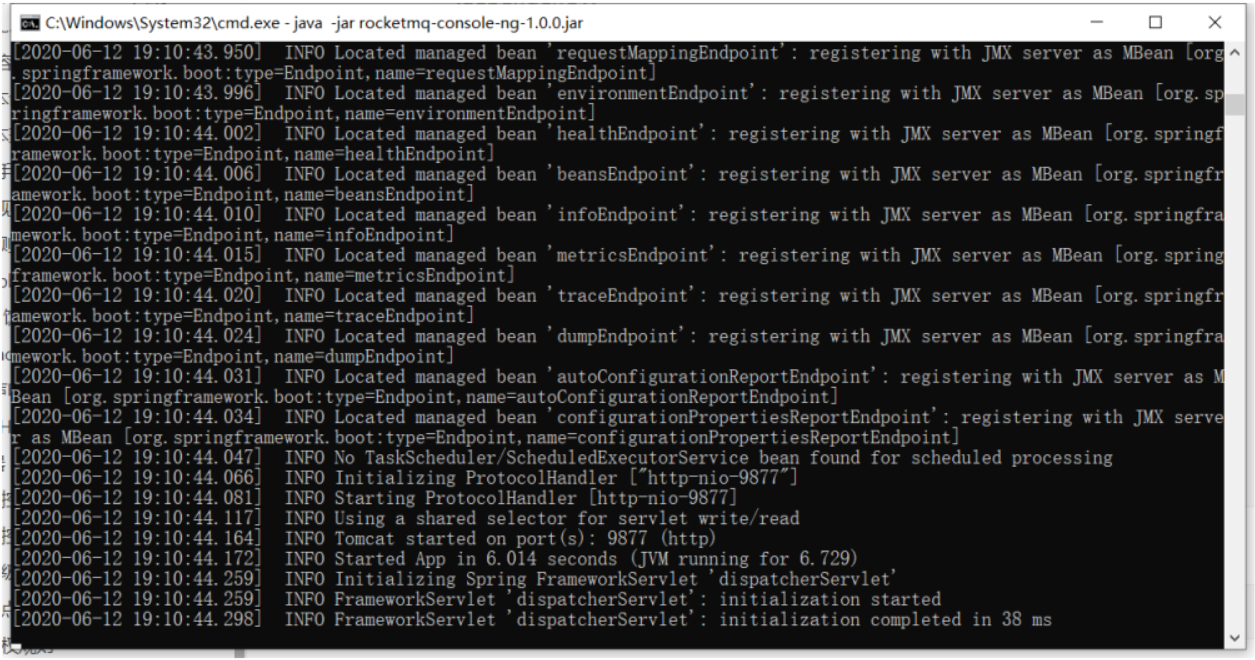 C:\Windows\System32\cmd.exe - java -jar rocketmq-console-ng-1.0.0.jar
[2020-06-12 19:10:43.950]  INFO Located managed bean 'requestMappingEndpoint': registering with JMX server as MBean [org
.springframework.boot:type=Endpoint,name=requestMappingEndpoint]
[2020-06-12 19:10:43.996]  INFO Located managed bean 'environmentEndpoint': registering with JMX server as MBean [org.sp
ringframework.boot:type=Endpoint,name=environmentEndpoint]
[2020-06-12 19:10:44.002]  INFO Located managed bean 'healthEndpoint': registering with JMX server as MBean [org.springf
ramework.boot:type=Endpoint,name=healthEndpoint]
[2020-06-12 19:10:44.006]  INFO Located managed bean 'beansEndpoint': registering with JMX server as MBean [org.springfr
amework.boot:type=Endpoint,name=beansEndpoint]
[2020-06-12 19:10:44.010]  INFO Located managed bean 'infoEndpoint': registering with JMX server as MBean [org.springfra
mework.boot:type=Endpoint,name=infoEndpoint]
[2020-06-12 19:10:44.015]  INFO Located managed bean 'metricsEndpoint': registering with JMX server as MBean [org.spring
framework.boot:type=Endpoint,name=metricsEndpoint]
[2020-06-12 19:10:44.020]  INFO Located managed bean 'traceEndpoint': registering with JMX server as MBean [org.springfr
amework.boot:type=Endpoint,name=traceEndpoint]
[2020-06-12 19:10:44.024]  INFO Located managed bean 'dumpEndpoint': registering with JMX server as MBean [org.springfra
mework.boot:type=Endpoint,name=dumpEndpoint]
[2020-06-12 19:10:44.031]  INFO Located managed bean 'autoConfigurationReportEndpoint': registering with JMX server as M
Bean [org.springframework.boot:type=Endpoint,name=autoConfigurationReportEndpoint]
[2020-06-12 19:10:44.034]  INFO Located managed bean 'configurationPropertiesReportEndpoint': registering with JMX serve
r as MBean [org.springframework.boot:type=Endpoint,name=configurationPropertiesReportEndpoint]
[2020-06-12 19:10:44.047]  INFO No TaskScheduler/ScheduledExecutorService bean found for scheduled processing
[2020-06-12 19:10:44.066]  INFO Initializing ProtocolHandler ["http-nio-9877"]
[2020-06-12 19:10:44.081]  INFO Starting ProtocolHandler [http-nio-9877]
[2020-06-12 19:10:44.117]  INFO Using a shared selector for servlet write/read
[2020-06-12 19:10:44.164]  INFO Tomcat started on port(s): 9877 (http)
[2020-06-12 19:10:44.172]  INFO Started App in 6.014 seconds (JVM running for 6.729)
[2020-06-12 19:10:44.259]  INFO Initializing Spring FrameworkServlet 'dispatcherServlet'
[2020-06-12 19:10:44.259]  INFO FrameworkServlet 'dispatcherServlet': initialization started
[2020-06-12 19:10:44.298]  INFO FrameworkServlet 'dispatcherServlet': initialization completed in 38 ms